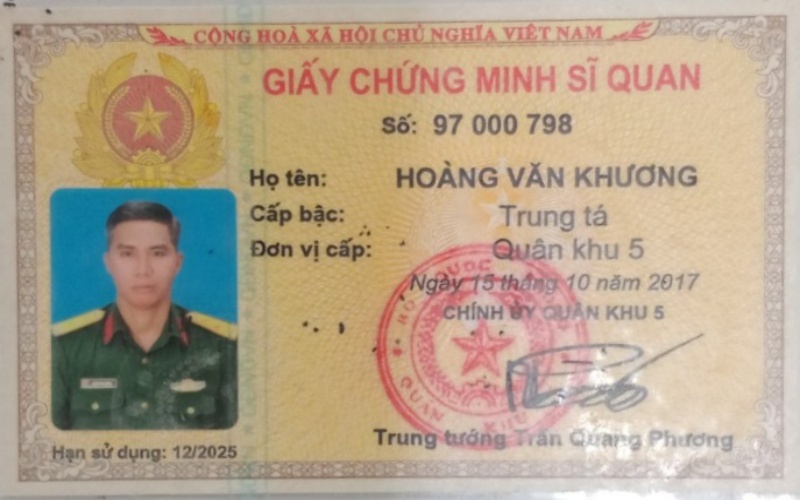 CỘNG HOÀ XÃ HỘI CHỦ NGHĨA VIỆT NAM
GIẤY CHỨNG MINH SĨ QUAN
Số: 97 000 798
Họ tên: HOÀNG VĂN KHƯƠNG
Cấp bậc: Trung tá
Đơn vị cấp: Quân khu 5
Ngày 15 tháng 10 năm 2017
CHÍNH ỦY QUÂN KHU 5
QUÂN KHU
Trung tướng Trần Quang Phương
Hạn sử dụng: 12/2025